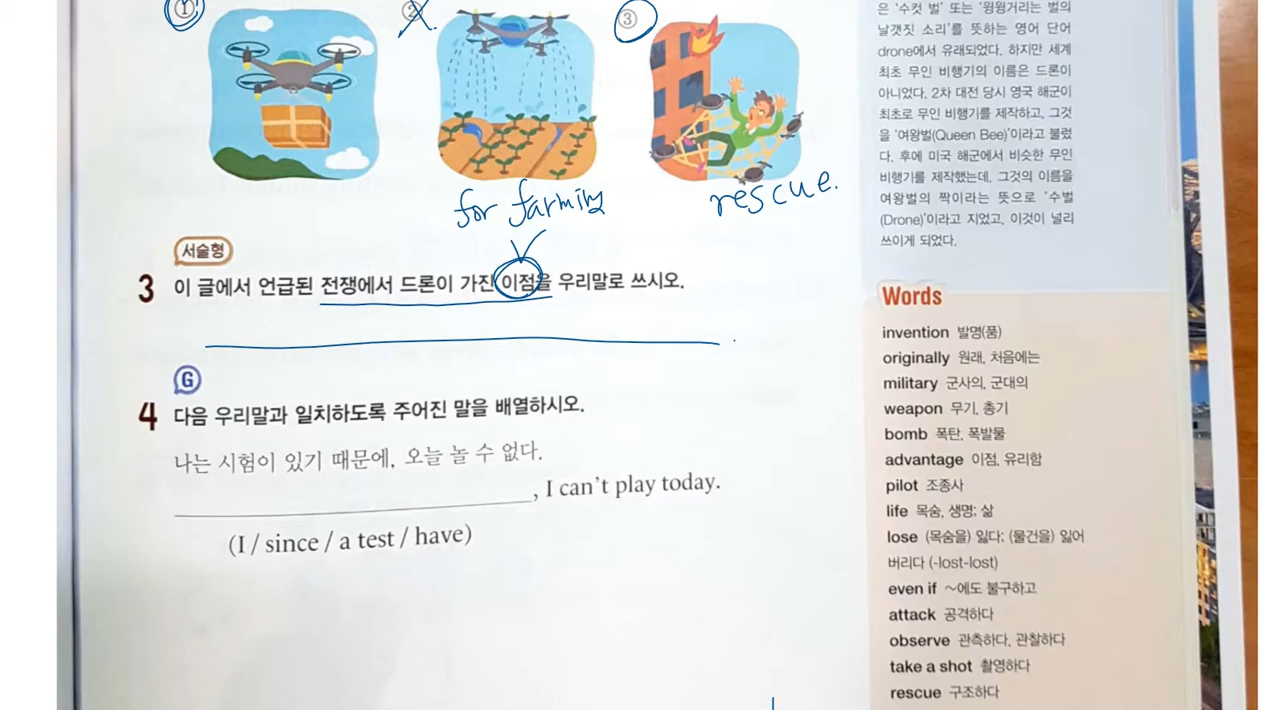 ①
②
③
for farming
rescue.
서술형
3 이 글에서 언급된 전쟁에서 드론이 가진 이점을 우리말로 쓰시오.
G
4 다음 우리말과 일치하도록 주어진 말을 배열하시오.
나는 시험이 있기 때문에, 오늘 놀 수 없다.
, I can't play today.
(I / since / a test / have)
은 '수컷 벌' 또는 '윙윙거리는 벌의
날갯짓 소리'를 뜻하는 영어 단어
drone에서 유래되었다. 하지만 세계
최초 무인 비행기의 이름은 드론이
아니었다. 2차 대전 당시 영국 해군이
최초로 무인 비행기를 제작하고, 그것
을 '여왕벌(Queen Bee)'이라고 불렀
다. 후에 미국 해군에서 비슷한 무인
비행기를 제작했는데, 그것의 이름을
여왕벌의 짝이라는 뜻으로 '수벌
(Drone)'이라고 지었고, 이것이 널리
쓰이게 되었다.
Words
invention 발명(품)
originally 원래, 처음에는
military 군사의, 군대의
weapon 무기, 총기
bomb 폭탄, 폭발물
advantage 이점, 유리함
pilot 조종사
life 목숨, 생명; 삶
lose (목숨을) 잃다; (물건을) 잃어
버리다 (-lost-lost)
even if ~에도 불구하고
attack 공격하다
observe 관측하다, 관찰하다
take a shot 촬영하다
rescue 구조하다